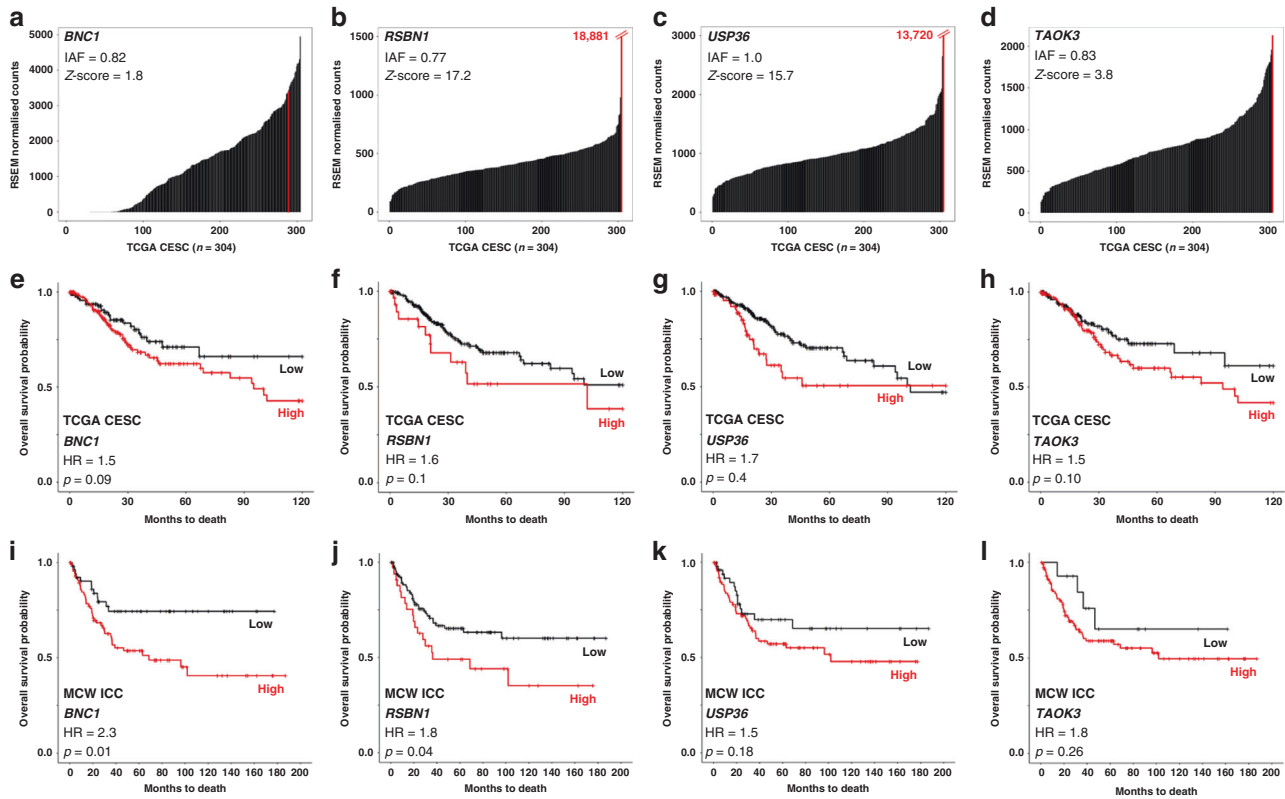 a
BNC1
IAF = 0.82
Z-score = 1.8
RSEM normalised counts
5000
4000
3000
2000
1000
0
0 100 200 300
TCGA CESC (n = 304)
b
RSBN1
18,881
IAF = 0.77
Z-score = 17.2
RSEM normalised counts
1500
1000
500
0
0 100 200 300
TCGA CESC (n = 304)
c
USP36
13,720
IAF = 1.0
Z-score = 15.7
RSEM normalised counts
3000
2000
1000
0
0 100 200 300
TCGA CESC (n = 304)
d
TAOK3
IAF = 0.83
Z-score = 3.8
RSEM normalised counts
2000
1500
1000
500
0
0 100 200 300
TCGA CESC (n = 304)
e
Overall survival probability
1.0
0.5
0.0
Low
High
TCGA CESC
BNC1
HR = 1.5
p = 0.09
0 30 60 90 120
Months to death
f
Overall survival probability
1.0
0.5
0.0
Low
High
TCGA CESC
RSBN1
HR = 1.6
p = 0.1
0 30 60 90 120
Months to death
g
Overall survival probability
1.0
0.5
0.0
Low
High
TCGA CESC
USP36
HR = 1.7
p = 0.4
0 30 60 90 120
Months to death
h
Overall survival probability
1.0
0.5
0.0
Low
High
TCGA CESC
TAOK3
HR = 1.5
p = 0.10
0 30 60 90 120
Months to death
i
Overall survival probability
1.0
0.5
0.0
Low
High
MCW ICC
BNC1
HR = 2.3
p = 0.01
0 20 40 60 80 100 120 140 160 180 200
Months to death
j
Overall survival probability
1.0
0.5
0.0
Low
High
MCW ICC
RSBN1
HR = 1.8
p = 0.04
0 20 40 60 80 100 120 140 160 180 200
Months to death
k
Overall survival probability
1.0
0.5
0.0
Low
High
MCW ICC
USP36
HR = 1.5
p = 0.18
0 20 40 60 80 100 120 140 160 180 200
Months to death
l
Overall survival probability
1.0
0.5
0.0
Low
High
MCW ICC
TAOK3
HR = 1.8
p = 0.26
0 20 40 60 80 100 120 140 160 180 200
Months to death